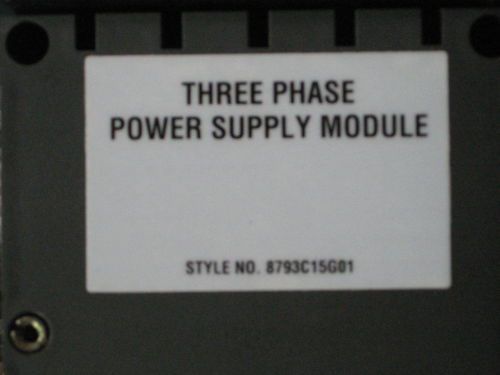 THREE PHASE
POWER SUPPLY MODULE
STYLE NO. 8793C15G01